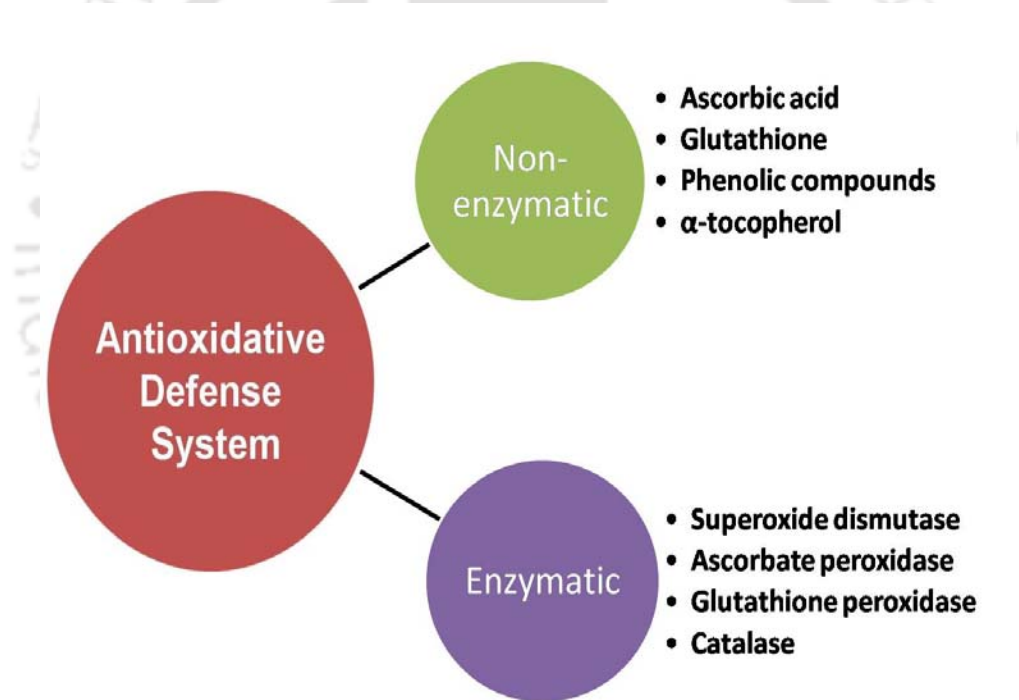 Antioxidative
Defense
System
Non-
enzymatic
• Ascorbic acid
• Glutathione
• Phenolic compounds
• α-tocopherol
Enzymatic
• Superoxide dismutase
• Ascorbate peroxidase
• Glutathione peroxidase
• Catalase